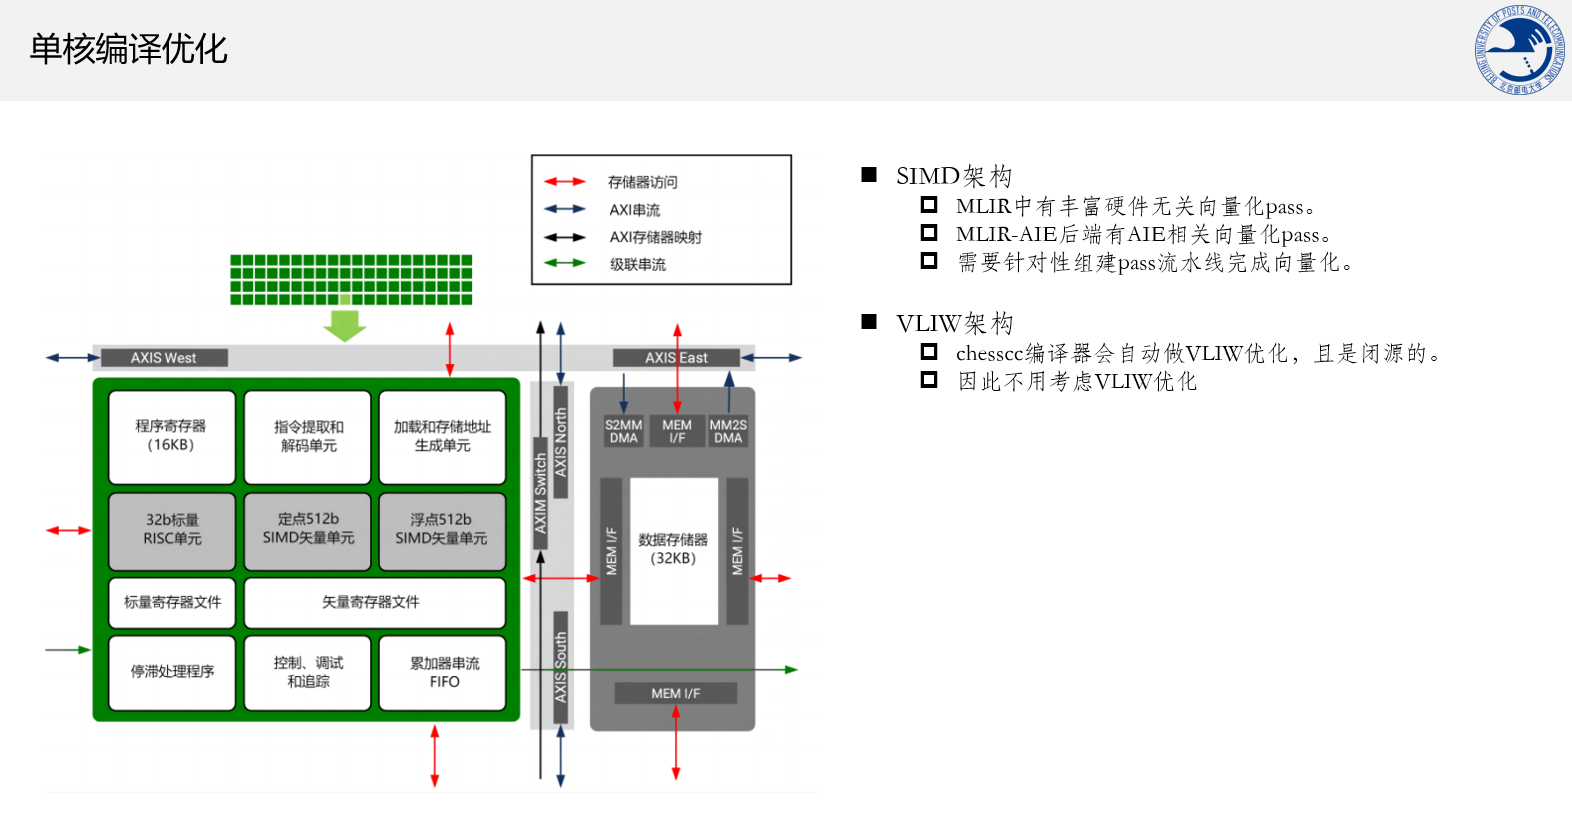 单核编译优化
BEIJING UNIVERSITY OF POSTS AND TELECOMMUNICATIONS
北京邮电大学
存储器访问
AXI串流
AXI存储器映射
级联串流
AXIS West
AXIS East
程序寄存器
（16KB）
指令提取和
解码单元
加载和存储地址
生成单元
32b标量
RISC单元
定点512b
SIMD矢量单元
浮点512b
SIMD矢量单元
标量寄存器文件
矢量寄存器文件
停滞处理程序
控制、调试
和追踪
累加器串流
FIFO
AXIM Switch
AXIS North
AXIS South
S2MM
DMA
MEM
I/F
MM2S
DMA
MEM I/F
数据存储器
（32KB）
MEM I/F
MEM I/F
SIMD架构
MLIR中有丰富硬件无关向量化pass。
MLIR-AIE后端有AIE相关向量化pass。
需要针对性组建pass流水线完成向量化。
VLIW架构
chesscc编译器会自动做VLIW优化，且是闭源的。
因此不用考虑VLIW优化